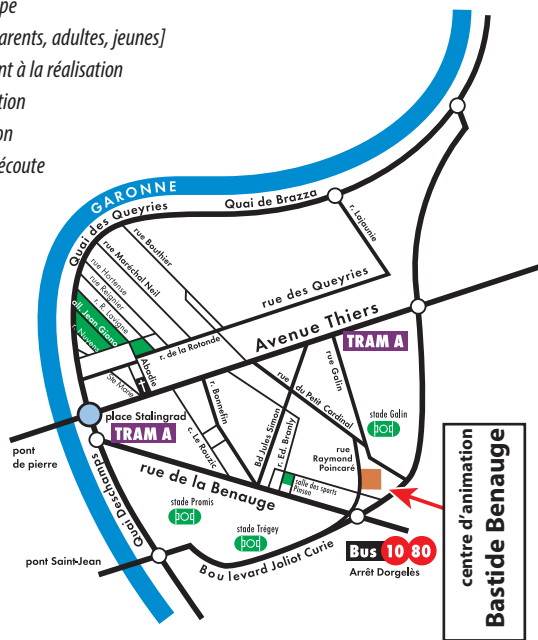 pe
arents, adultes, jeunes]
nt à la réalisation
tion
on
écoute
GARONNE
Quai des Queyries
Quai de Brazza
r. Lajaunie
rue Bouthier
rue Maréchal Neil
rue Hortense
rue Reignier
r. R. Lavigne
all. Jean Giono
r. Nuyens
rue des Queyries
Avenue Thiers
r. de la Rotonde
TRAM A
Abadie
Ste Marie
rue Galin
rue du Petit Cardinal
stade Galin
place Stalingrad
TRAM A
r. Bonnefin
c. Le Rouzic
Bd Jules Simon
r. Ed. Branly
rue
Raymond
Poincaré
pont
de pierre
rue de la Benauge
salle des sports
Pinson
Quai Deschamps
stade Promis
stade Trégey
pont Saint-Jean
Bou levard Joliot Curie
Bus 10 80
Arrêt Dorgelès
centre d'animation
Bastide Benauge